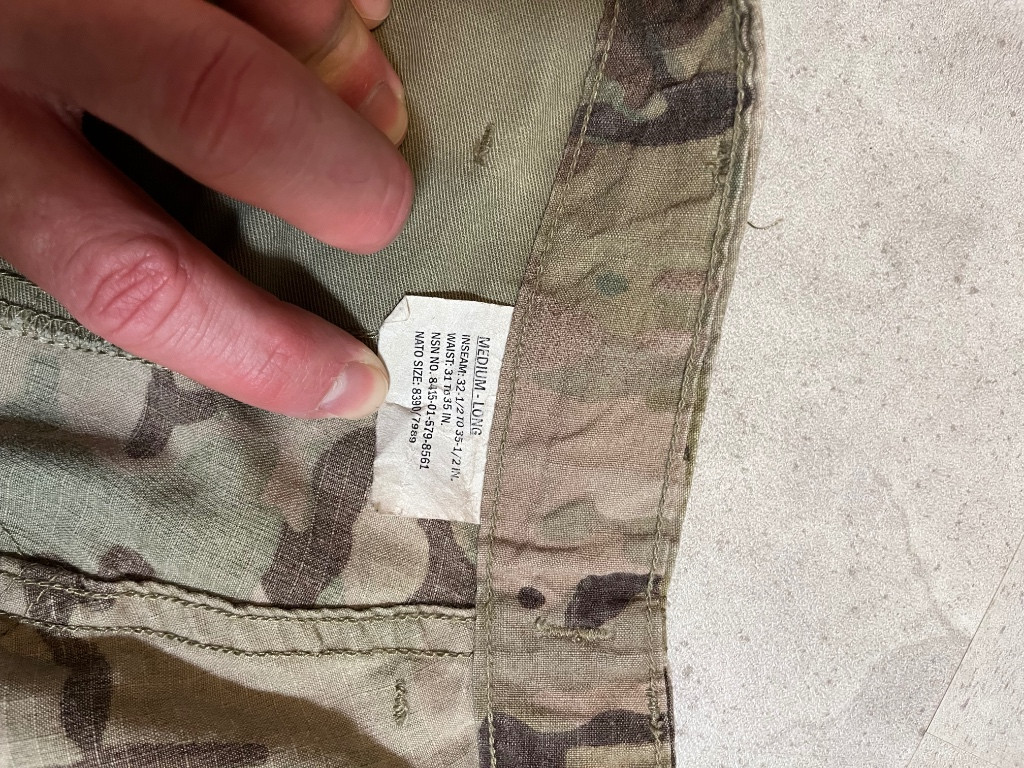 MEDIUM - LONG
INSEAM: 32-1/2 TO 35-1/2 IN.
WAIST: 31 TO 35 IN.
NSN NO. 8415-01-579-8561
NATO SIZE: 8390/7989